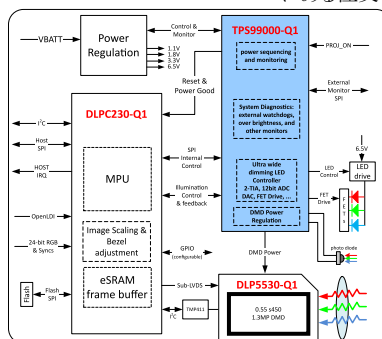 TPS99000-Q1
Control &
Monitor
VBATT
Power
Regulation
1.1V
1.8V
3.3V
6.5V
power sequencing
and monitoring
PROJ_ON
Reset &
Power Good
External
Monitor
SPI
DLPC230-Q1
System Diagnostics:
external watchdogs,
over brightness, and
other monitors
I²C
Host
SPI
HOST
IRQ
MPU
SPI
Internal
Control
6.5V
LED
Control
LED
drive
Ultra wide
dimming LED
Controller
2-TIA, 12bit ADC
DAC, FET Drive, ...
Illumination
Control
& feedback
FET
Drive
FETs
OpenLDI
DMD Power
Regulation
24-bit RGB
& Syncs
Image Scaling &
Bezel
adjustment
GPIO
(configurable)
DMD Power
photo diode
eSRAM
frame buffer
Flash
Flash
SPI
Sub-LVDS
DLP5530-Q1
I²C
TMP411
0.55 s450
1.3MP DMD